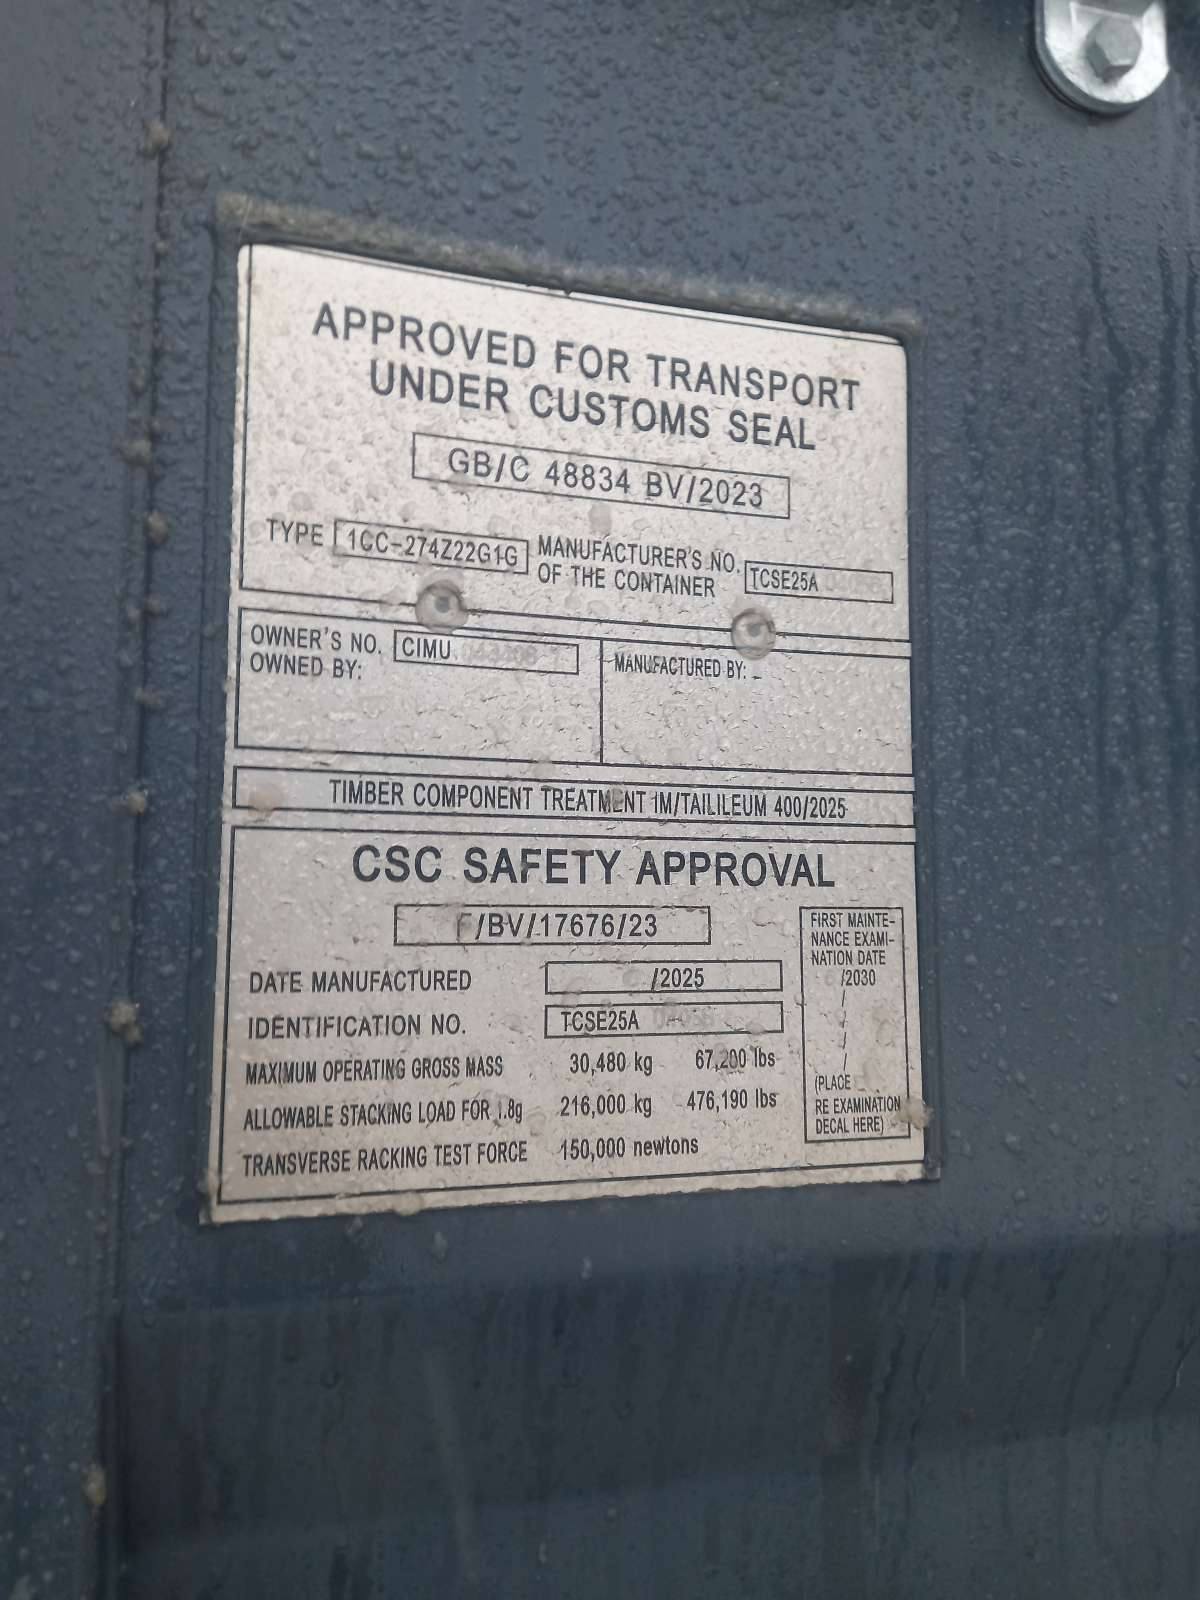 APPROVED FOR TRANSPORT
UNDER CUSTOMS SEAL
GB/C 48834 BV/2023
TYPE 1CC-274Z22G1G
MANUFACTURER'S NO.
OF THE CONTAINER
TCSE25A
OWNER'S NO. CIMU
OWNED BY:
MANUFACTURED BY:
TIMBER COMPONENT TREATMENT IM/TAILILEUM 400/2025
CSC SAFETY APPROVAL
F/BV/17676/23
DATE MANUFACTURED /2025
IDENTIFICATION NO. TCSE25A
MAXIMUM OPERATING GROSS MASS 30,480 kg 67,200 lbs
ALLOWABLE STACKING LOAD FOR 1.8g 216,000 kg 476,190 lbs
TRANSVERSE RACKING TEST FORCE 150,000 newtons
FIRST MAINTE-
NANCE EXAMI-
NATION DATE
/2030
/
/
/
/
(PLACE
RE EXAMINATION
DECAL HERE)